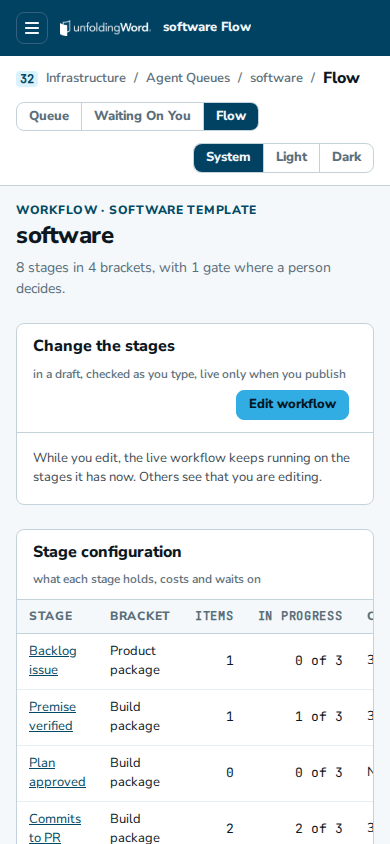 unfoldingWord. software Flow
32 Infrastructure / Agent Queues / software / Flow
Queue Waiting On You Flow
System Light Dark
WORKFLOW · SOFTWARE TEMPLATE
software
8 stages in 4 brackets, with 1 gate where a person
decides.
Change the stages
in a draft, checked as you type, live only when you publish
Edit workflow
While you edit, the live workflow keeps running on the
stages it has now. Others see that you are editing.
Stage configuration
what each stage holds, costs and waits on
STAGE BRACKET ITEMS IN PROGRESS
Backlog issue Product package 1 0 of 3
Premise verified Build package 1 1 of 3
Plan approved Build package 0 0 of 3
Commits to PR Build package 2 2 of 3